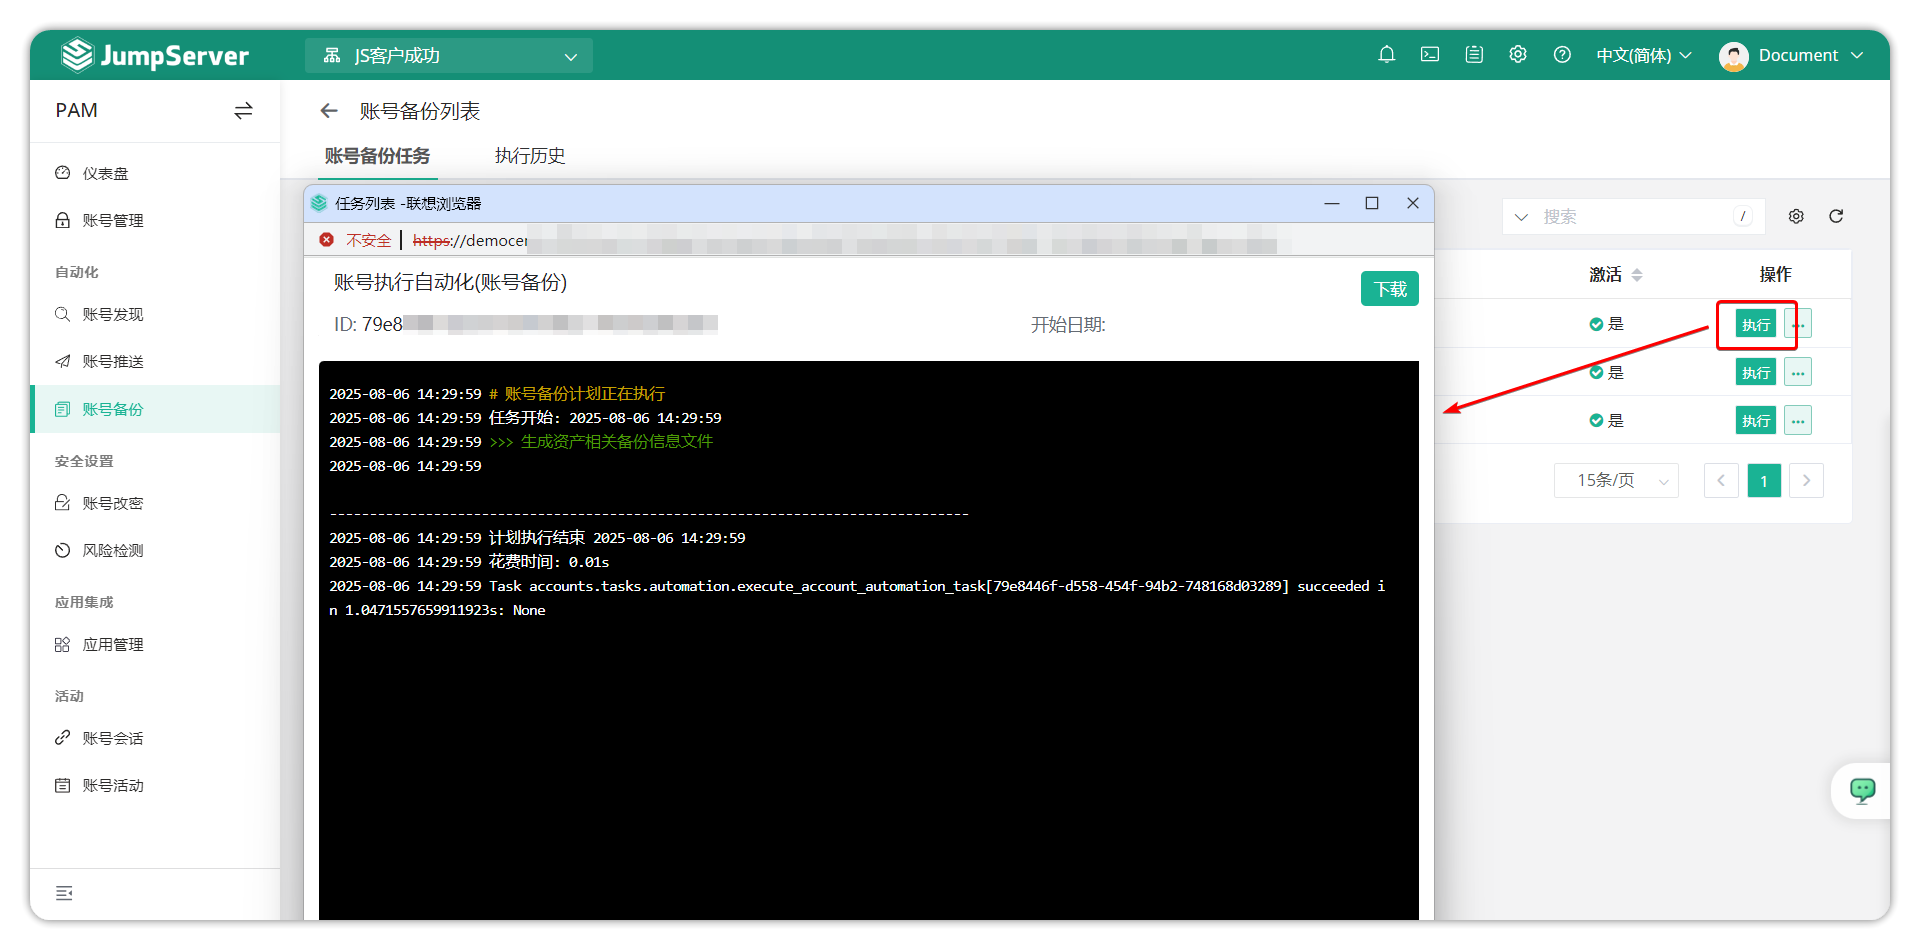 JumpServer
JS客户成功
中文(简体)
Document
PAM
仪表盘
账号管理
自动化
账号发现
账号推送
账号备份
安全设置
账号改密
风险检测
应用集成
应用管理
活动
账号会话
账号活动
账号备份列表
账号备份任务
执行历史
搜索
/
激活
操作
是
执行
...
是
执行
...
是
执行
...
15条/页
1
任务列表 -联想浏览器
不安全
https://democer
账号执行自动化(账号备份)
下载
ID: 79e8
开始日期:
2025-08-06 14:29:59 # 账号备份计划正在执行
2025-08-06 14:29:59 任务开始: 2025-08-06 14:29:59
2025-08-06 14:29:59 >>> 生成资产相关备份信息文件
2025-08-06 14:29:59
--------------------------------------------------------------------------------
2025-08-06 14:29:59 计划执行结束 2025-08-06 14:29:59
2025-08-06 14:29:59 花费时间: 0.01s
2025-08-06 14:29:59 Task accounts.tasks.automation.execute_account_automation_task[79e8446f-d558-454f-94b2-748168d03289] succeeded i
n 1.0471557659911923s: None